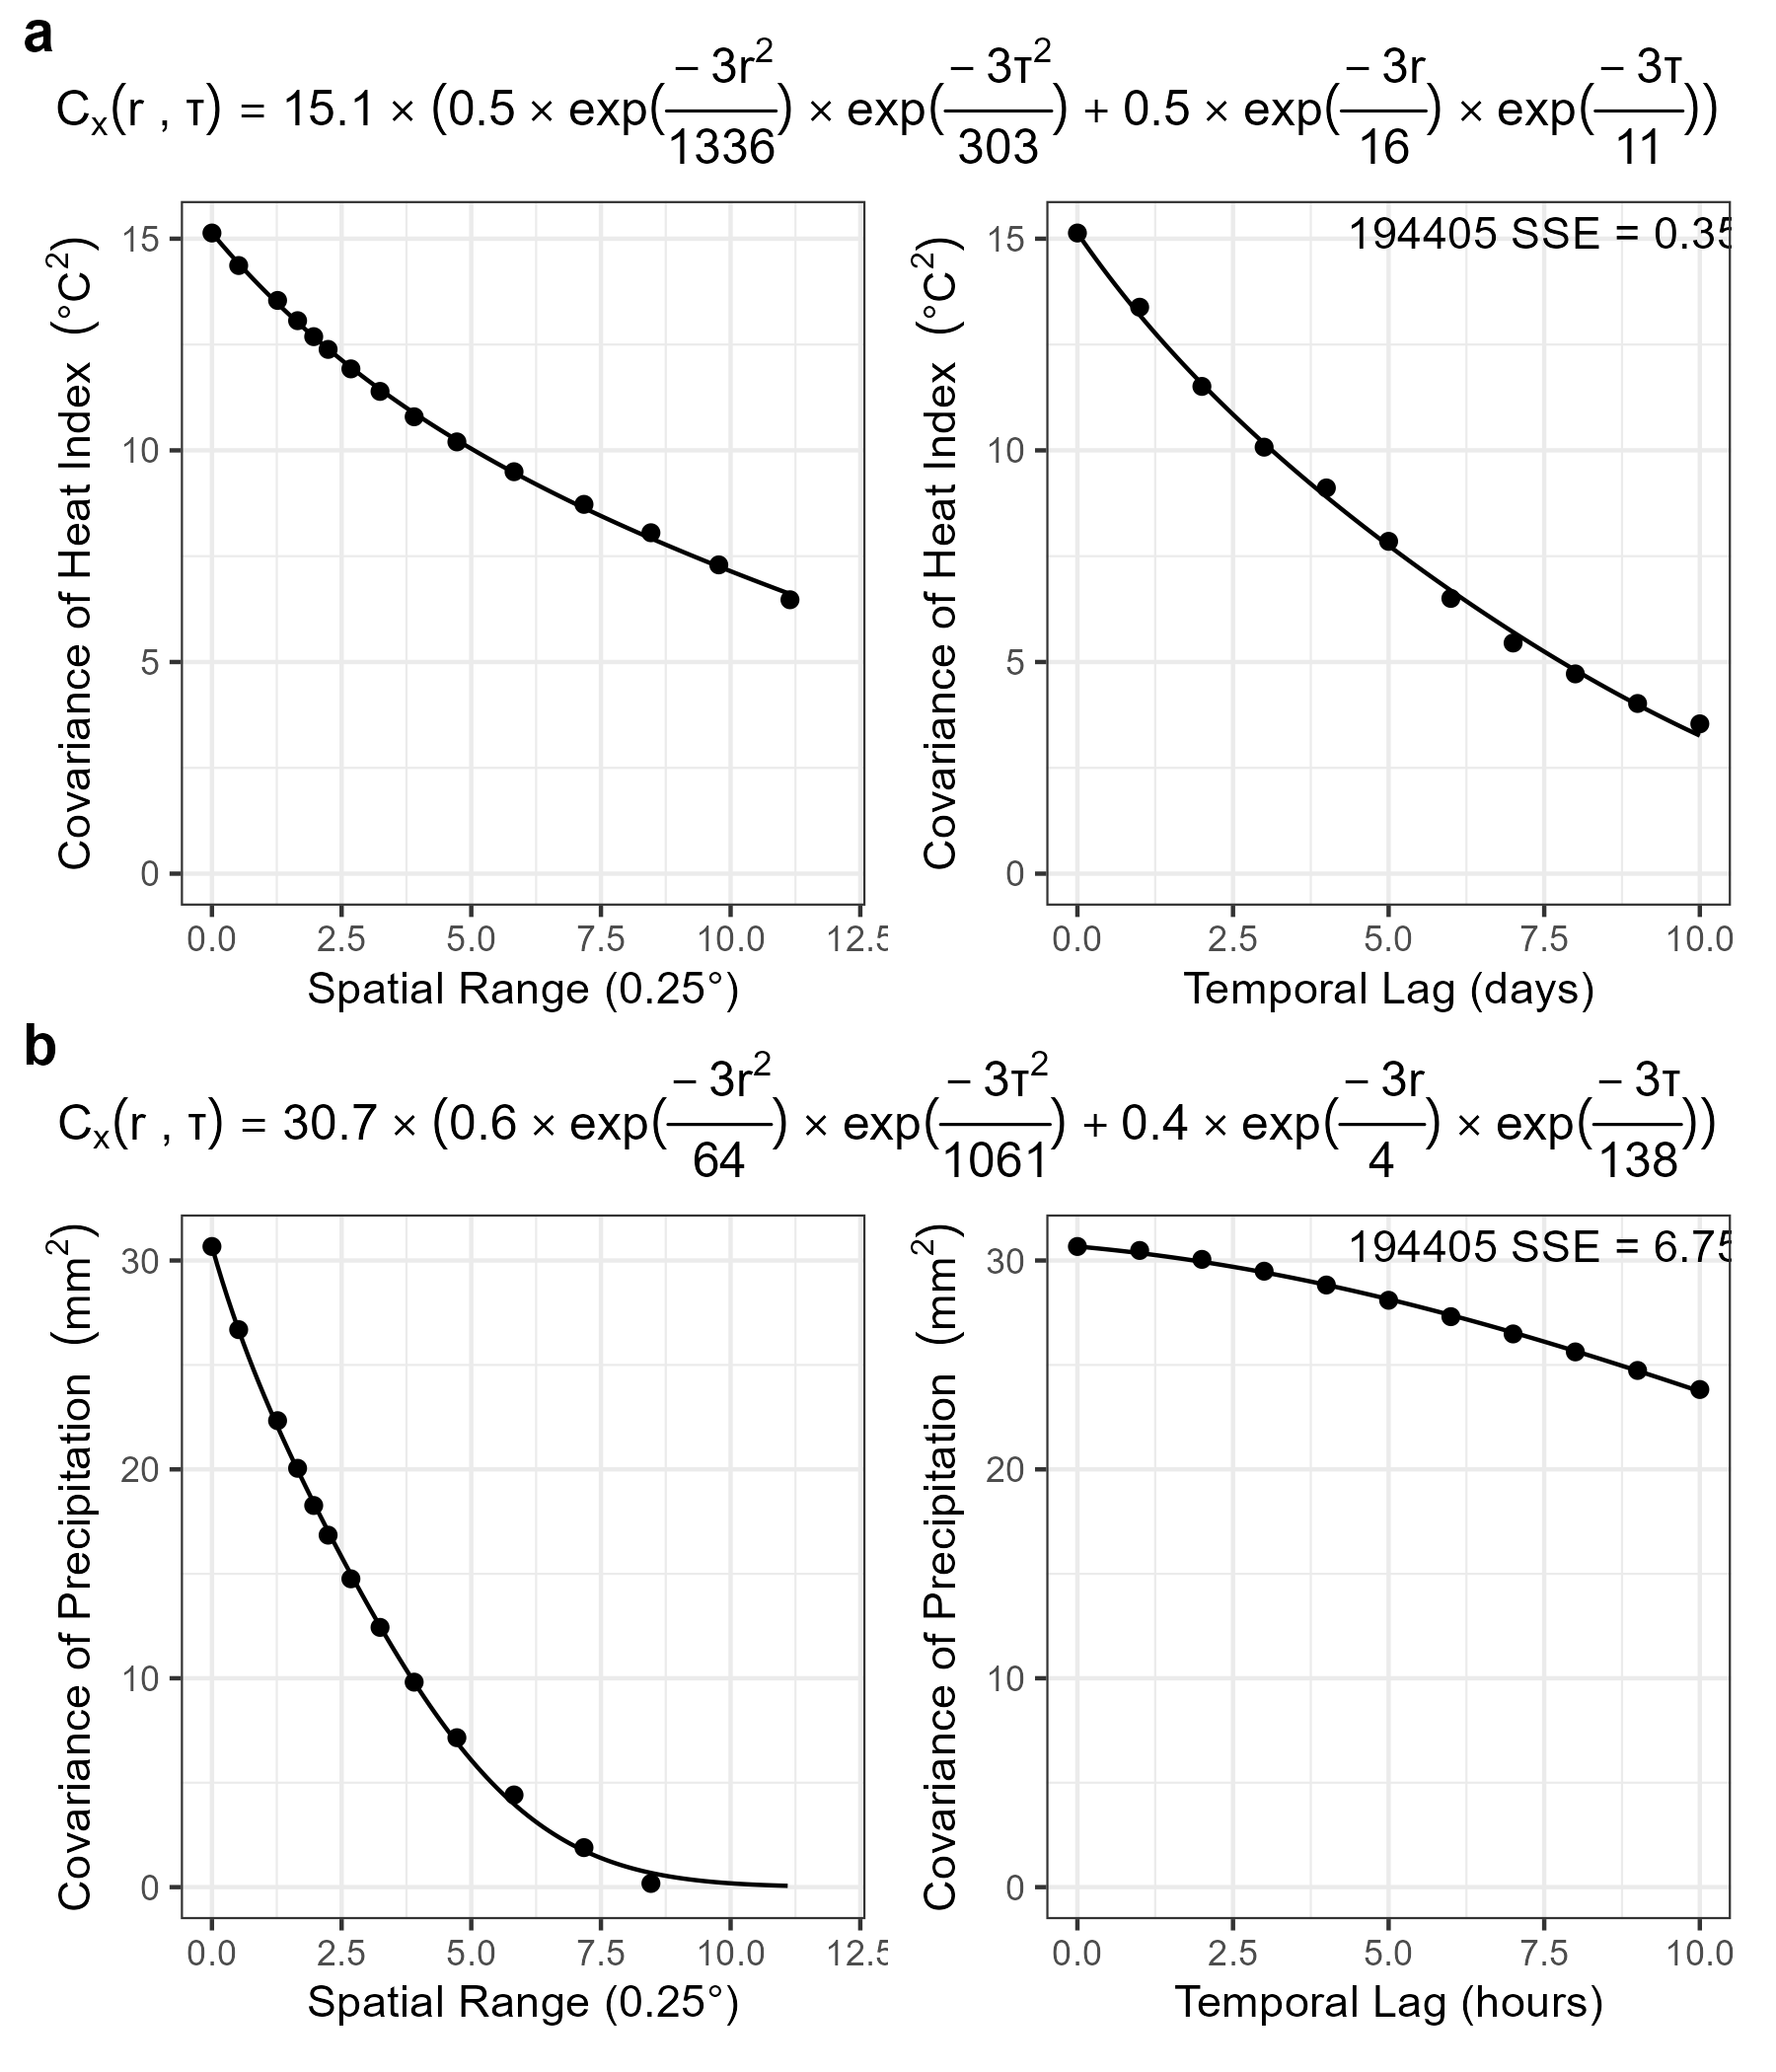 a
Cx(r , τ) = 15.1 × (0.5 × exp(− 3r²/1336) × exp(− 3τ²/303) + 0.5 × exp(− 3r/16) × exp(− 3τ/11))
Covariance of Heat Index (°C²)
15
10
5
0
0.0 2.5 5.0 7.5 10.0 12.5
Spatial Range (0.25°)
194405 SSE = 0.35
Covariance of Heat Index (°C²)
15
10
5
0
0.0 2.5 5.0 7.5 10.0
Temporal Lag (days)
b
Cx(r , τ) = 30.7 × (0.6 × exp(− 3r²/64) × exp(− 3τ²/1061) + 0.4 × exp(− 3r/4) × exp(− 3τ/138))
Covariance of Precipitation (mm²)
30
20
10
0
0.0 2.5 5.0 7.5 10.0 12.5
Spatial Range (0.25°)
194405 SSE = 6.75
Covariance of Precipitation (mm²)
30
20
10
0
0.0 2.5 5.0 7.5 10.0
Temporal Lag (hours)